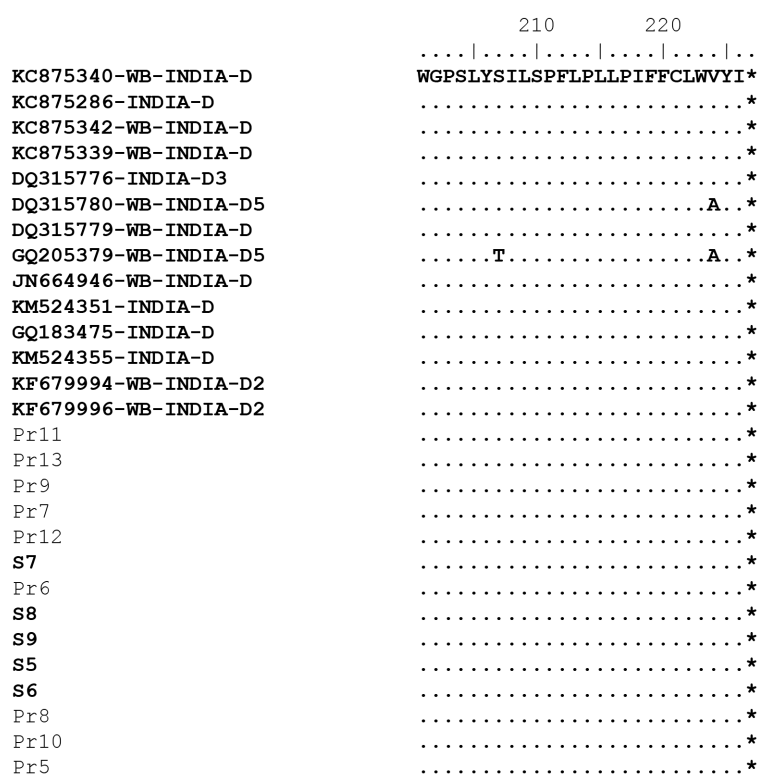 210 220
....|....|....|....|....|..
KC875340-WB-INDIA-D WGPSLYSILSPFLPLLPIFFCLWVYI*
KC875286-INDIA-D ..........................*
KC875342-WB-INDIA-D ..........................*
KC875339-WB-INDIA-D ..........................*
DQ315776-INDIA-D3 ..........................*
DQ315780-WB-INDIA-D5 .......................A..*
DQ315779-WB-INDIA-D ..........................*
GQ205379-WB-INDIA-D5 ......T................A..*
JN664946-WB-INDIA-D ..........................*
KM524351-INDIA-D ..........................*
GQ183475-INDIA-D ..........................*
KM524355-INDIA-D ..........................*
KF679994-WB-INDIA-D2 ..........................*
KF679996-WB-INDIA-D2 ..........................*
Pr11 ..........................*
Pr13 ..........................*
Pr9 ..........................*
Pr7 ..........................*
Pr12 ..........................*
S7 ..........................*
Pr6 ..........................*
S8 ..........................*
S9 ..........................*
S5 ..........................*
S6 ..........................*
Pr8 ..........................*
Pr10 ..........................*
Pr5 ..........................*